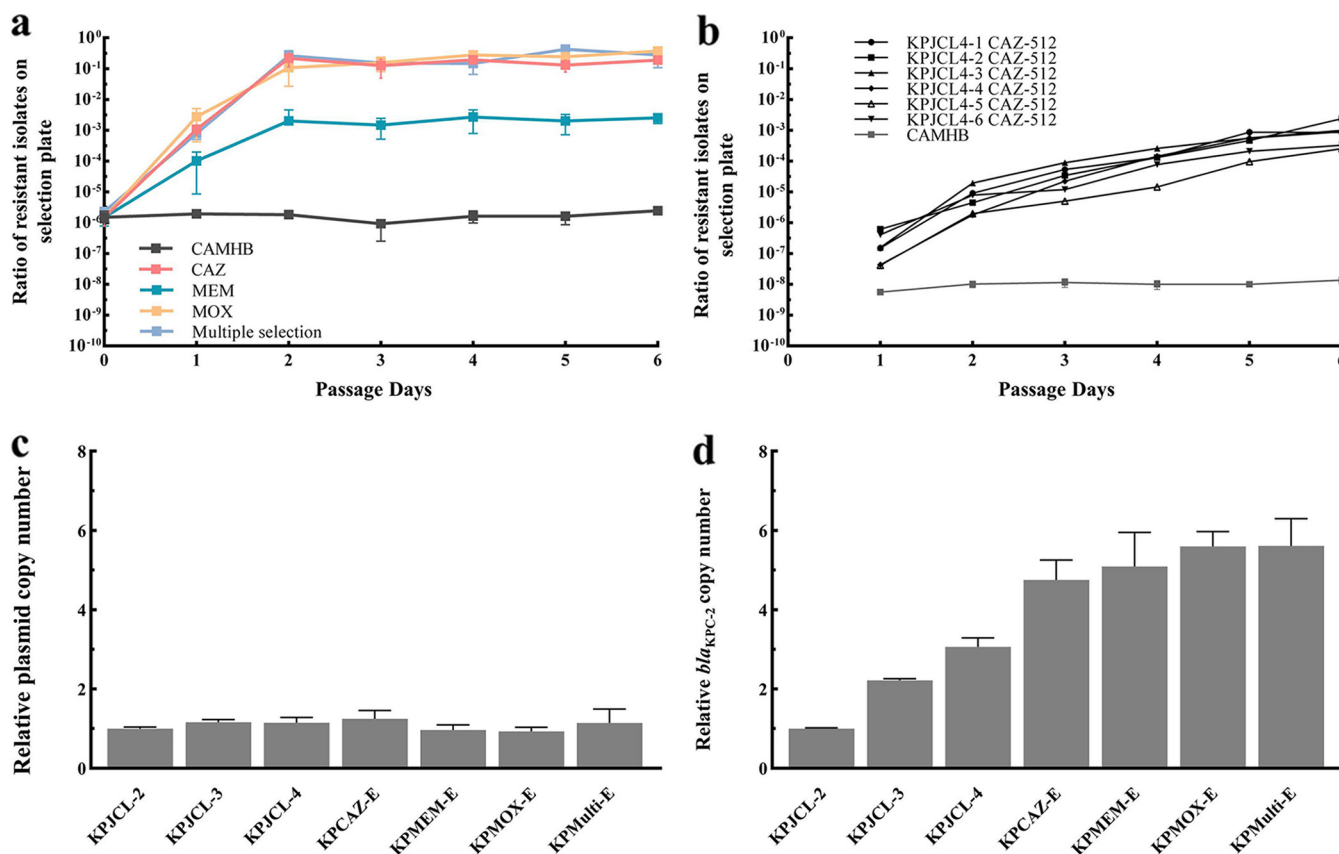 a
Ratio of resistant isolates on
selection plate
10⁰
10⁻¹
10⁻²
10⁻³
10⁻⁴
10⁻⁵
10⁻⁶
10⁻⁷
10⁻⁸
10⁻⁹
10⁻¹⁰
CAMHB
CAZ
MEM
MOX
Multiple selection
0 1 2 3 4 5 6
Passage Days
b
Ratio of resistant isolates on
selection plate
10⁰
10⁻¹
10⁻²
10⁻³
10⁻⁴
10⁻⁵
10⁻⁶
10⁻⁷
10⁻⁸
10⁻⁹
10⁻¹⁰
KPJCL4-1 CAZ-512
KPJCL4-2 CAZ-512
KPJCL4-3 CAZ-512
KPJCL4-4 CAZ-512
KPJCL4-5 CAZ-512
KPJCL4-6 CAZ-512
CAMHB
0 1 2 3 4 5 6
Passage Days
c
Relative plasmid copy number
8
6
4
2
0
KPJCL-2
KPJCL-3
KPJCL-4
KPCAZ-E
KPMEM-E
KPMOX-E
KPMulti-E
d
Relative bla_KPC-2 copy number
8
6
4
2
0
KPJCL-2
KPJCL-3
KPJCL-4
KPCAZ-E
KPMEM-E
KPMOX-E
KPMulti-E